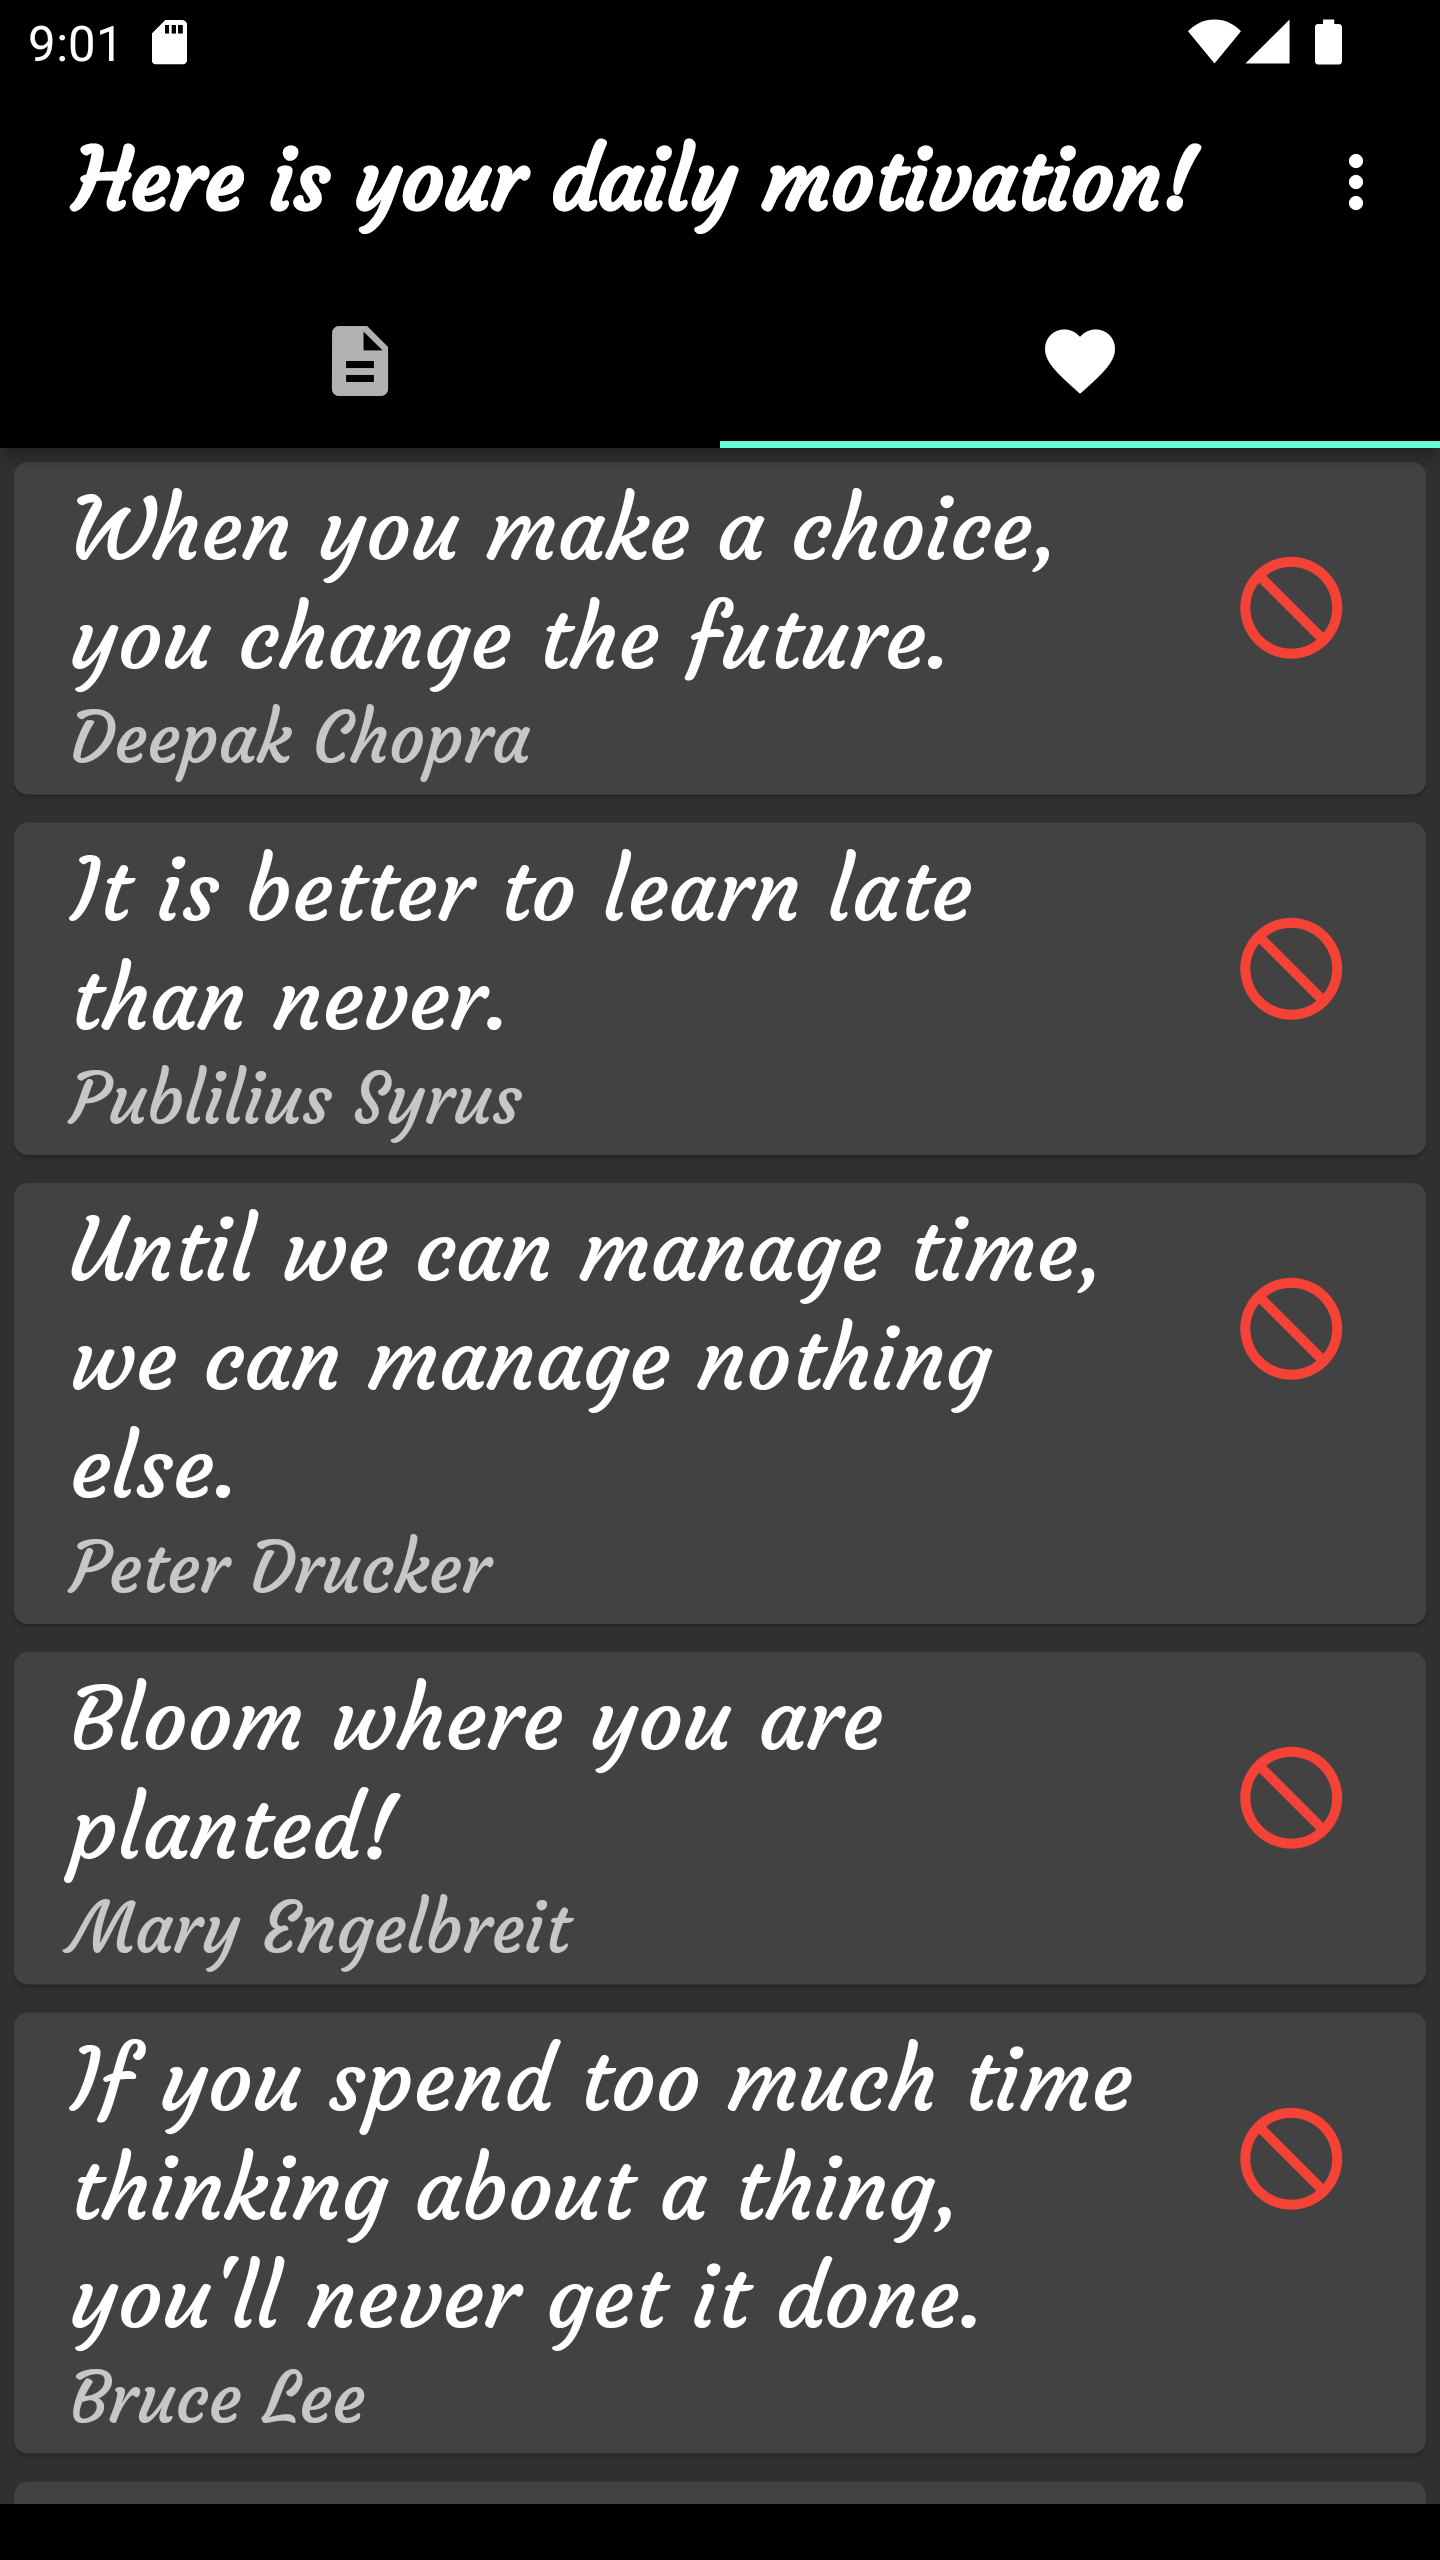 9:01
Here is your daily motivation!
When you make a choice,
you change the future.
Deepak Chopra
It is better to learn late
than never.
Publilius Syrus
Until we can manage time,
we can manage nothing
else.
Peter Drucker
Bloom where you are
planted!
Mary Engelbreit
If you spend too much time
thinking about a thing,
you'll never get it done.
Bruce Lee